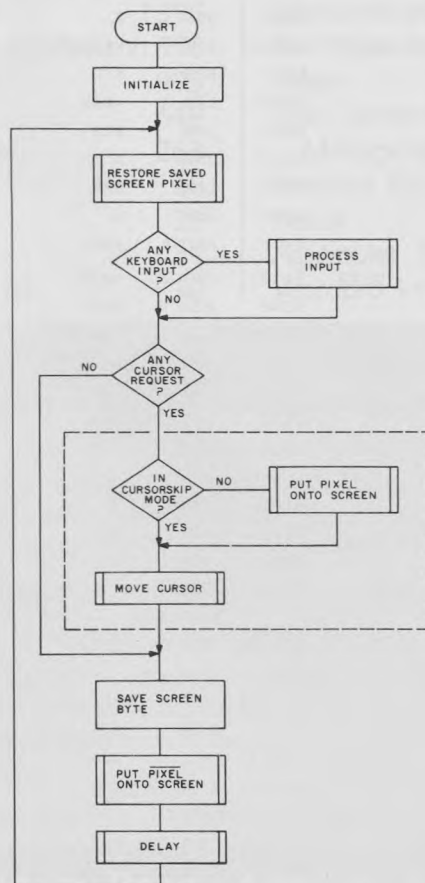 START
INITIALIZE
RESTORE SAVED
SCREEN PIXEL
ANY
KEYBOARD
INPUT
?
YES
PROCESS
INPUT
NO
ANY
CURSOR
REQUEST
?
NO
YES
IN
CURSORSKIP
MODE
?
NO
PUT PIXEL
ONTO SCREEN
YES
MOVE CURSOR
SAVE SCREEN
BYTE
PUT PIXEL
ONTO SCREEN
DELAY